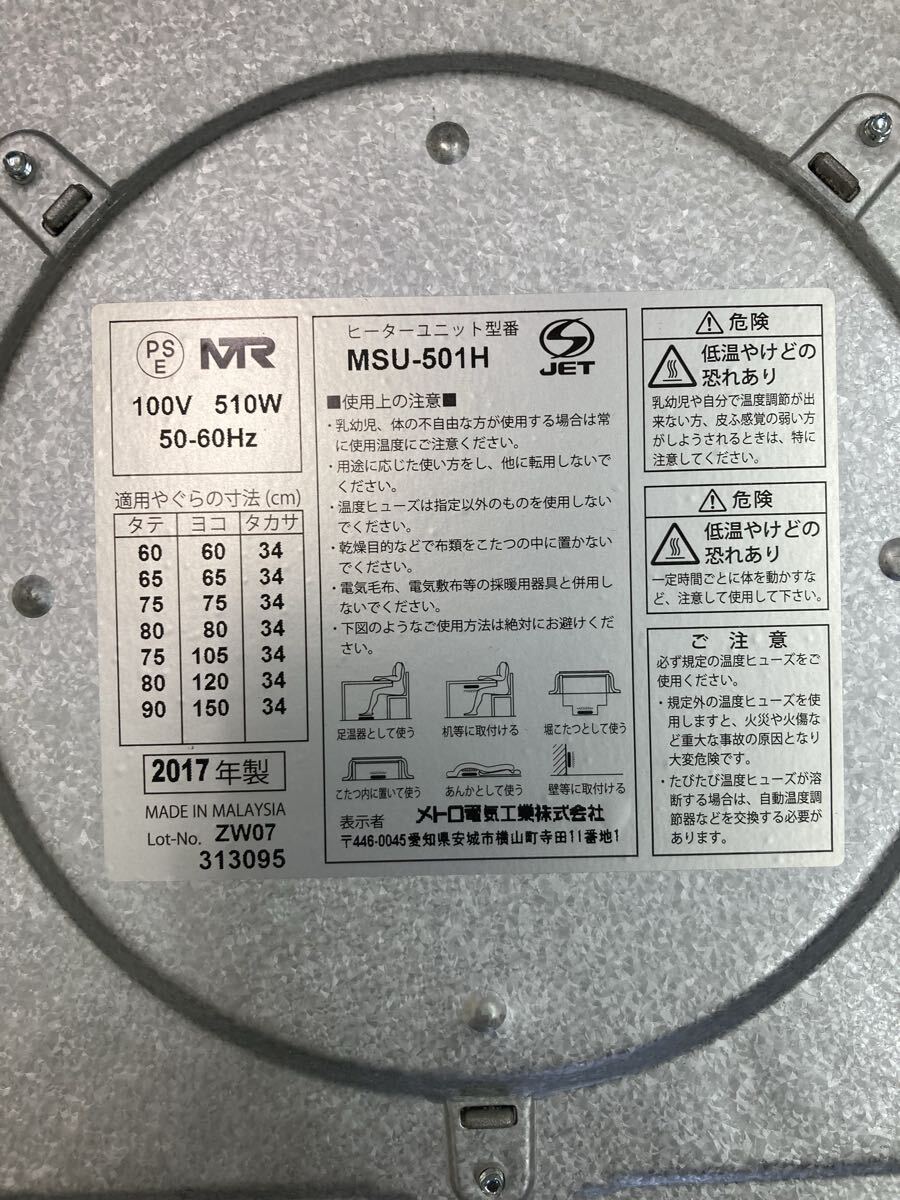 PS
E
MR
100V 510W
50-60Hz
適用やぐらの寸法(cm)
タテ ヨコ タカサ
60 60 34
65 65 34
75 75 34
80 80 34
75 105 34
80 120 34
90 150 34
2017年製
MADE IN MALAYSIA
Lot-No. ZW07
313095
ヒーターユニット型番
MSU-501H
JET
■使用上の注意■
・乳幼児、体の不自由な方が使用する場合は常
に使用温度にご注意ください。
・用途に応じた使い方をし、他に転用しないで
ください。
・温度ヒューズは指定以外のものを使用しない
でください。
・乾燥目的などで布類をこたつの中に置かない
でください。
・電気毛布、電気敷布等の採暖用器具と併用し
ないでください。
・下図のようなご使用方法は絶対にお避けくだ
さい。
足温器として使う 机等に取付ける 堀こたつとして使う
こたつ内に置いて使う あんかとして使う 壁等に取付ける
表示者 メトロ電気工業株式会社
〒446-0045愛知県安城市横山町寺田11番地1
危険
低温やけどの
恐れあり
乳幼児や自分で温度調節が出
来ない方、皮ふ感覚の弱い方
がしようされるときは、特に
注意してください。
危険
低温やけどの
恐れあり
一定時間ごとに体を動かすな
ど、注意して使用して下さい。
ご注意
必ず規定の温度ヒューズをご
使用ください。
・規定外の温度ヒューズを使
用しますと、火災や火傷な
ど重大な事故の原因となり
大変危険です。
・たびたび温度ヒューズが溶
断する場合は、自動温度調
節器などを交換する必要が
あります。